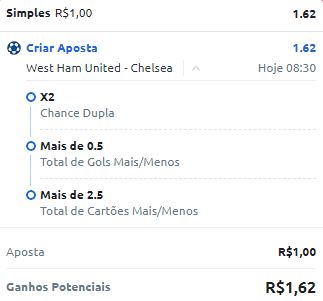 Simples R$1,00 1.62
Criar Aposta 1.62
West Ham United - Chelsea Hoje 08:30
X2
Chance Dupla
Mais de 0.5
Total de Gols Mais/Menos
Mais de 2.5
Total de Cartões Mais/Menos
Aposta R$1,00
Ganhos Potenciais R$1,62